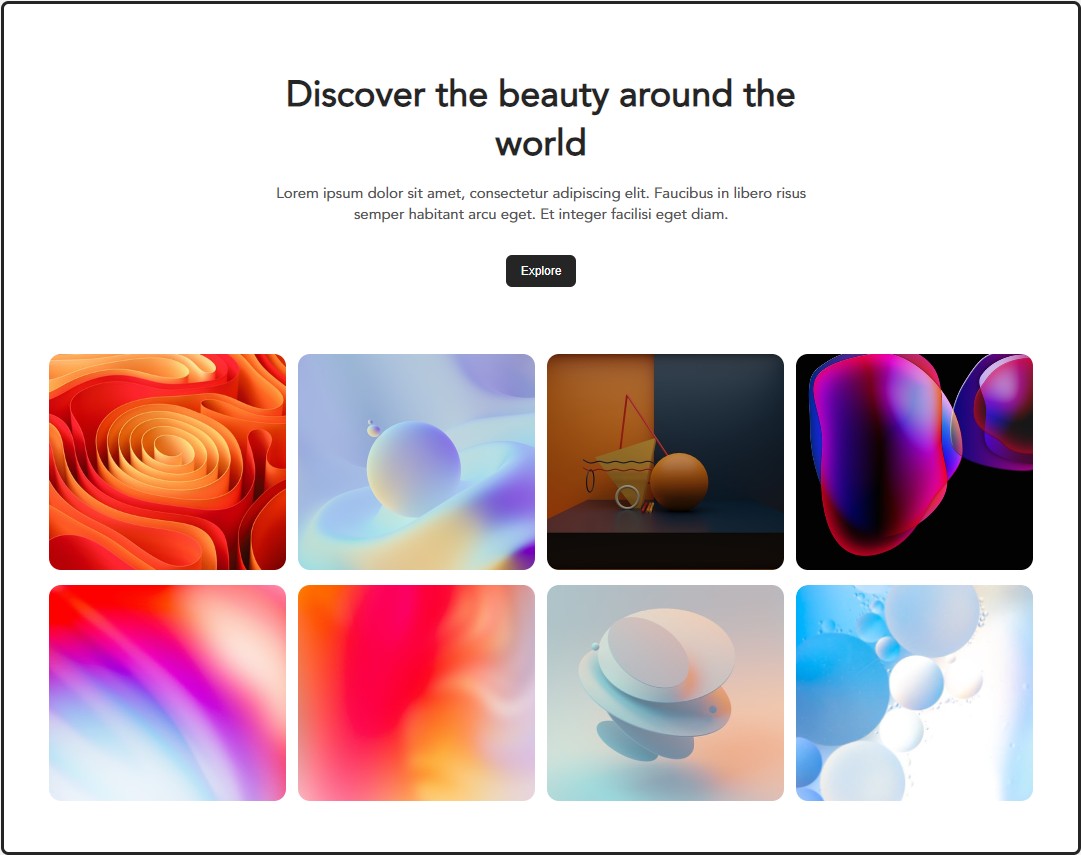 Discover the beauty around the
world
Lorem ipsum dolor sit amet, consectetur adipiscing elit. Faucibus in libero risus
semper habitant arcu eget. Et integer facilisi eget diam.
Explore